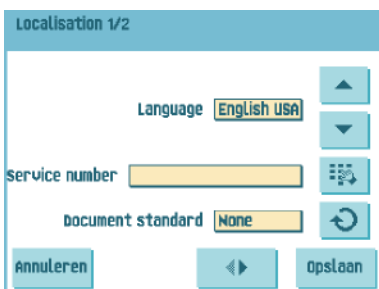 Localisation 1/2
Language English USA
Service number
Document standard None
Annuleren Opslaan